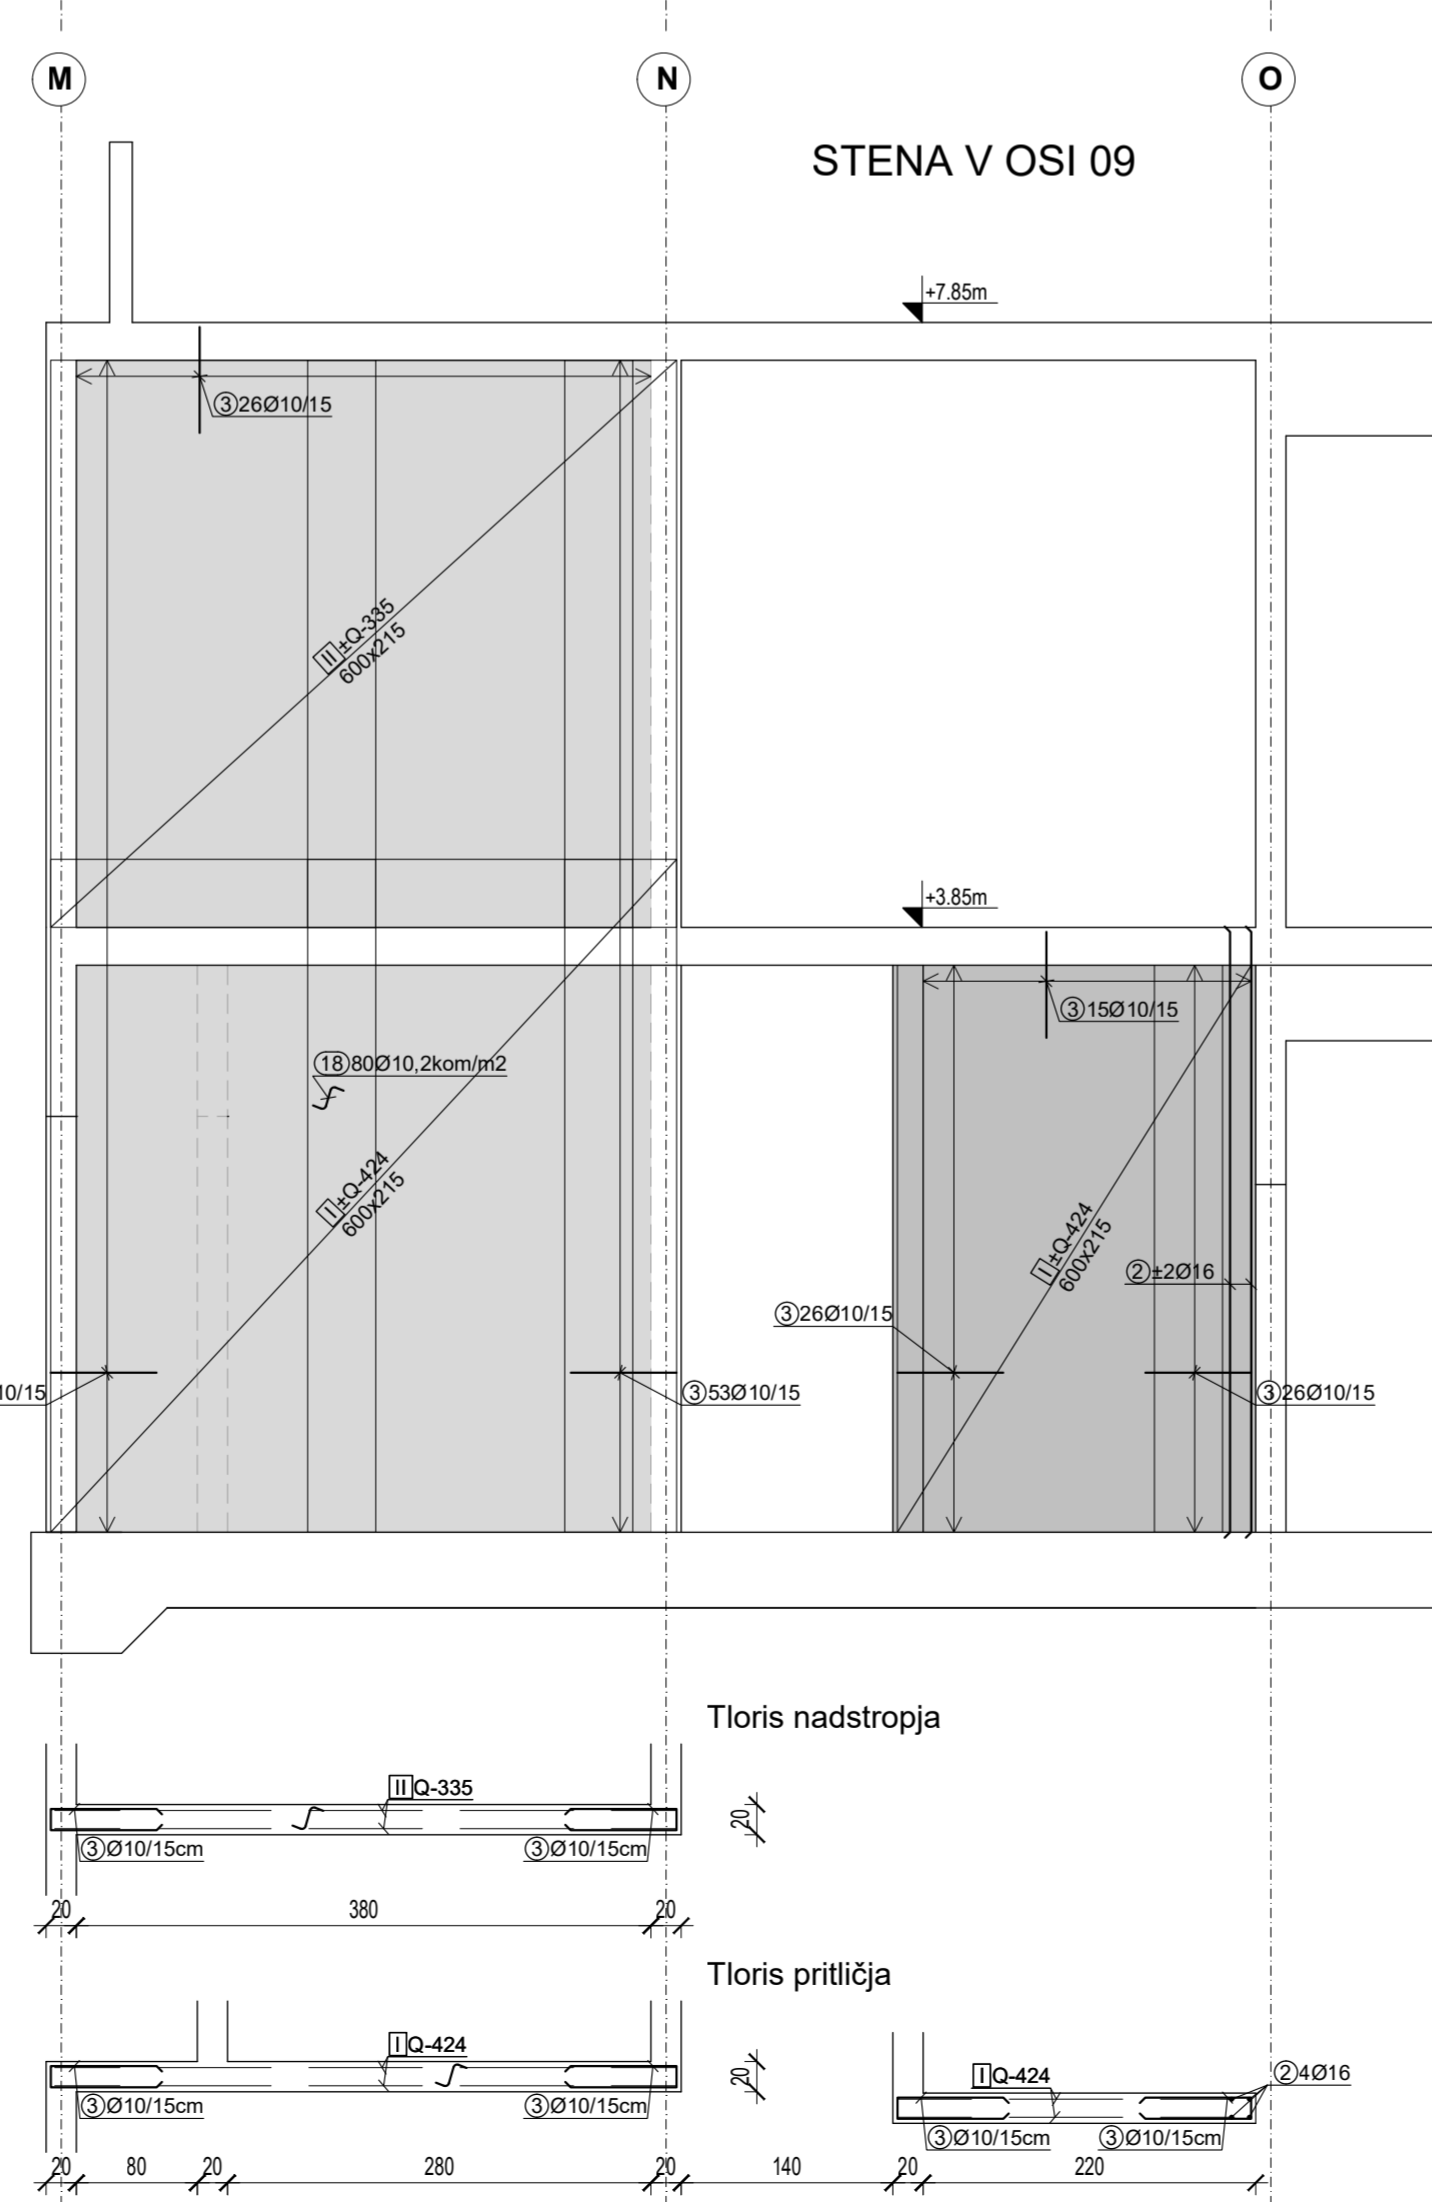 M
N
O
STENA V OSI 09
+7.85m
③26Ø10/15
II±Q-335
600x215
+3.85m
③15Ø10/15
⑱80Ø10,2kom/m2
I±Q-424
600x215
I±Q-424
600x215
②±2Ø16
③26Ø10/15
10/15
③53Ø10/15
③26Ø10/15
Tloris nadstropja
IIQ-335
20
③Ø10/15cm
③Ø10/15cm
20
380
20
Tloris pritličja
IQ-424
20
IQ-424
②4Ø16
③Ø10/15cm
③Ø10/15cm
③Ø10/15cm
③Ø10/15cm
20
80
20
280
20
140
20
220